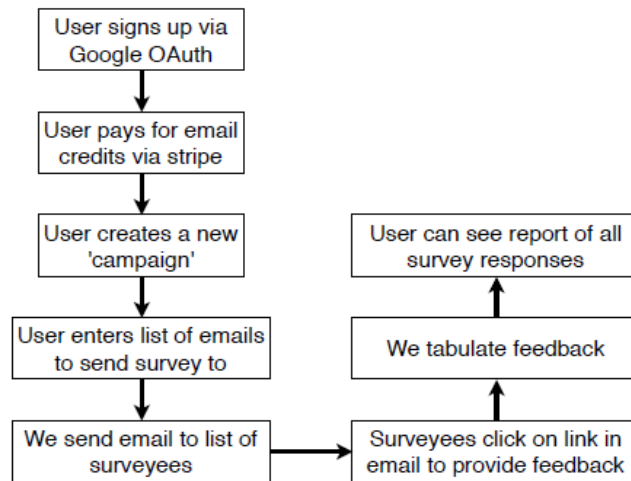 User signs up via
Google OAuth
User pays for email
credits via stripe
User creates a new
'campaign'
User enters list of emails
to send survey to
We send email to list of
surveyees
Surveyees click on link in
email to provide feedback
We tabulate feedback
User can see report of all
survey responses